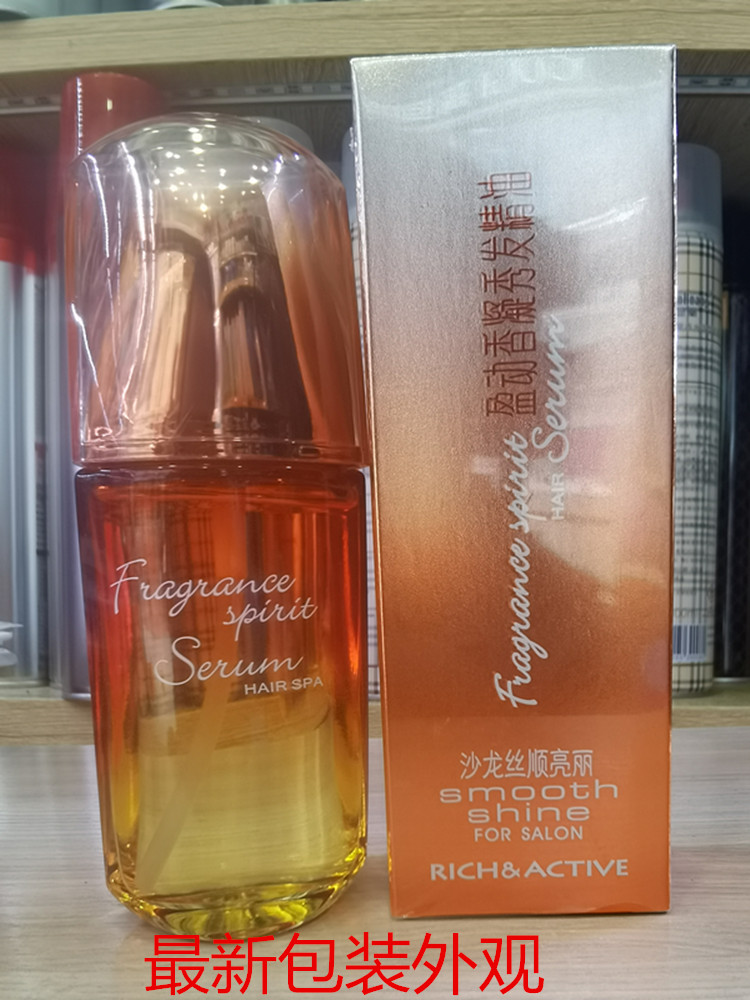 Fragrance
spirit
Serum
HAIR SPA
盈动香凝秀发精油
Fragrance spirit
HAIR Serum
沙龙丝顺亮丽
smooth
shine
FOR SALON
RICH&ACTIVE
最新包装外观